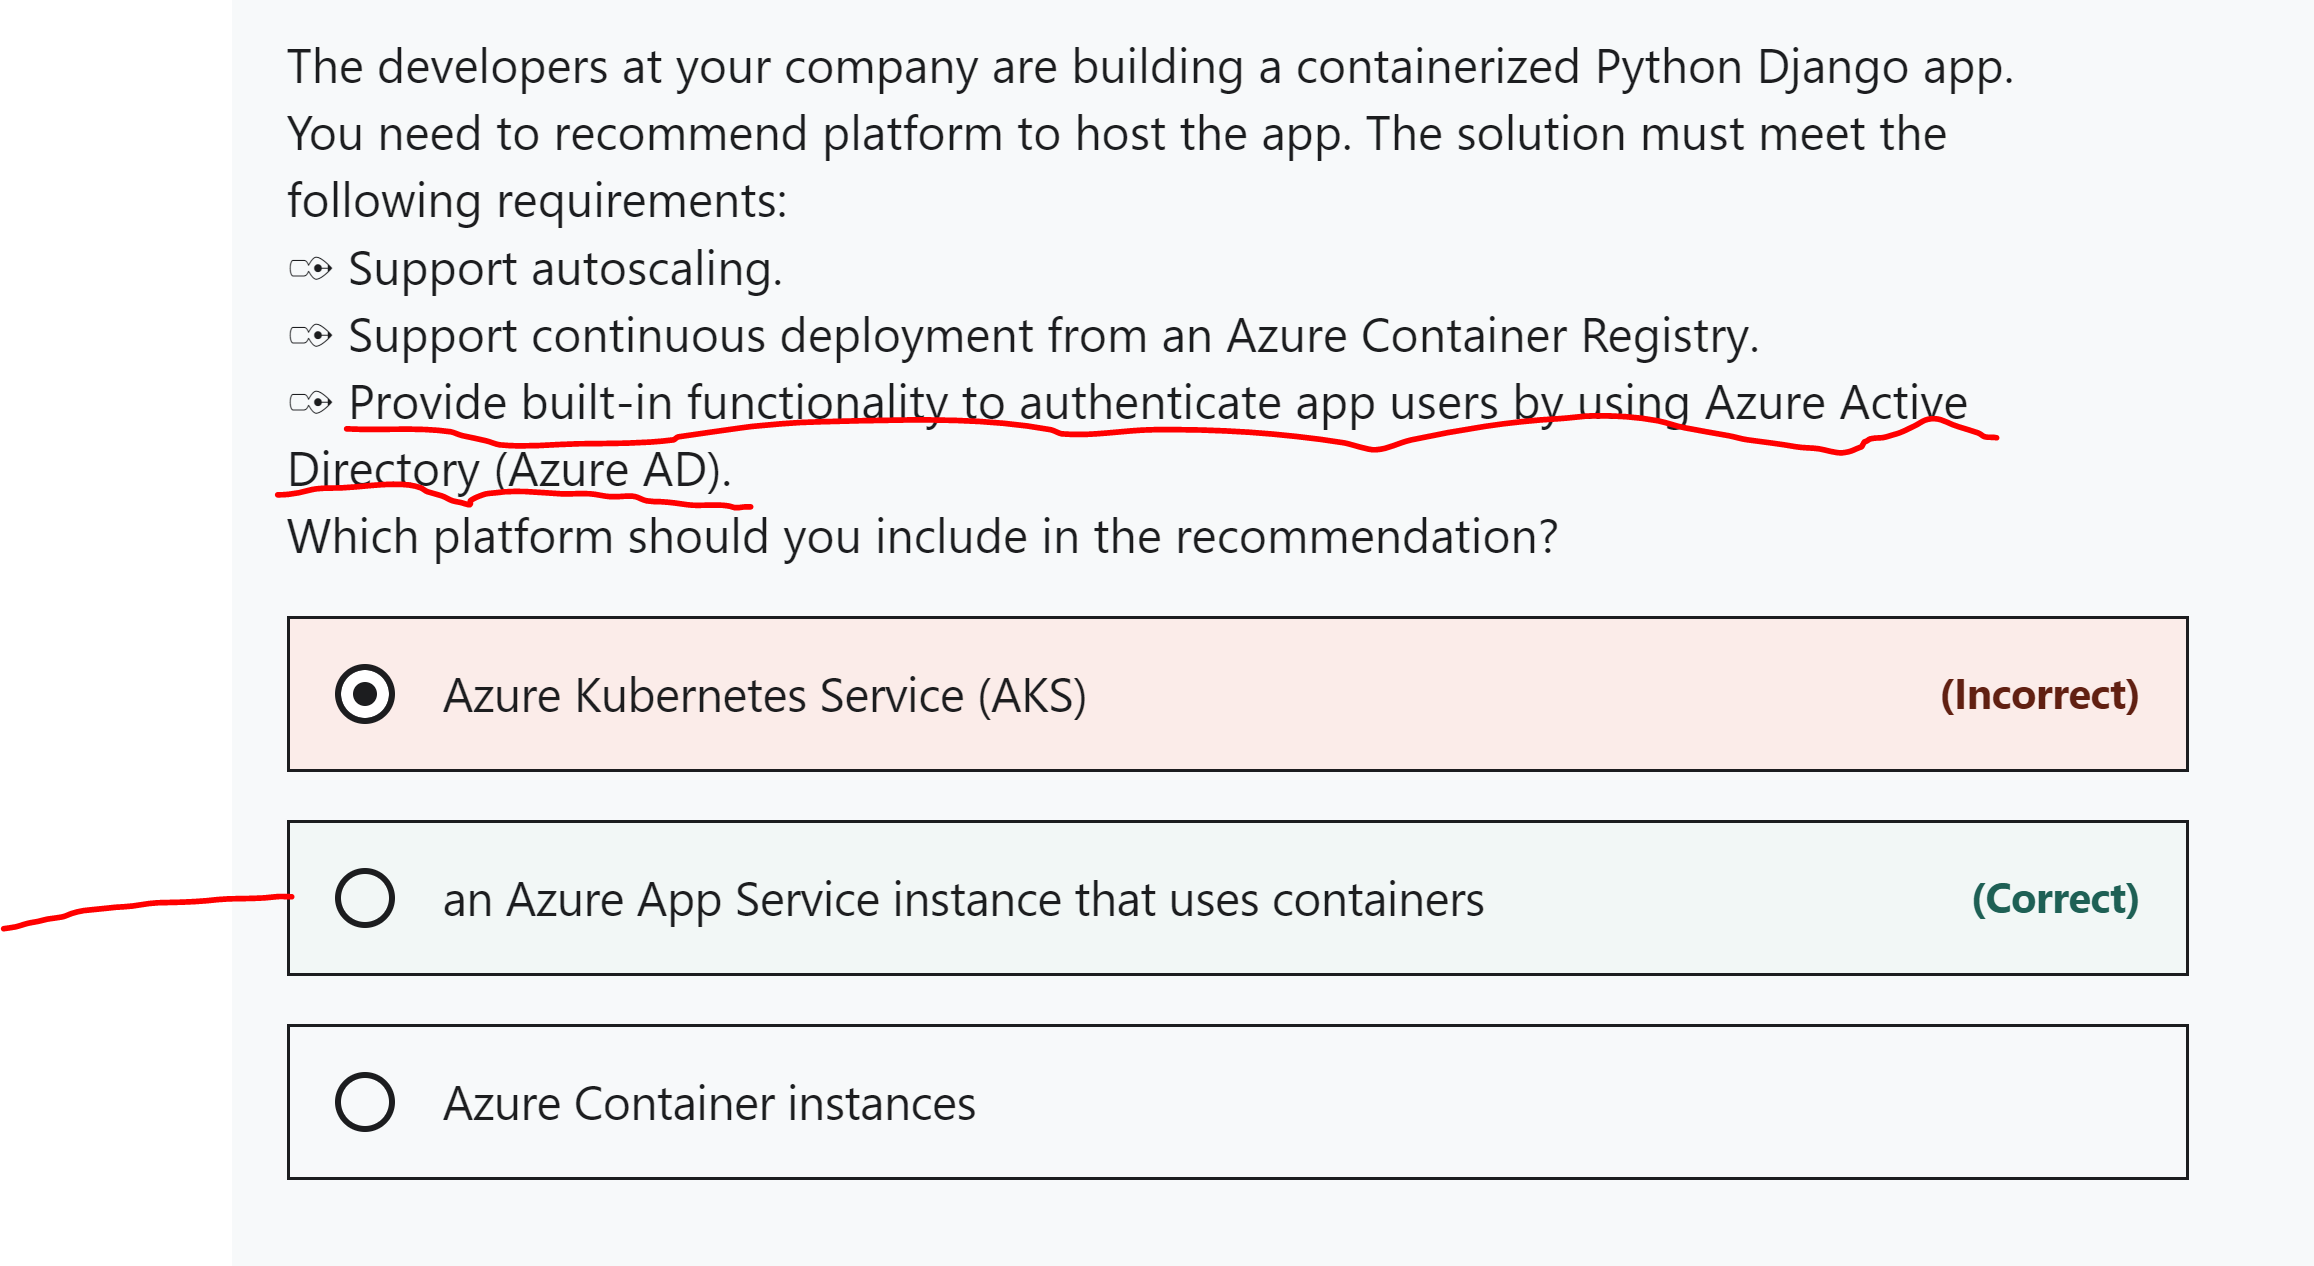 The developers at your company are building a containerized Python Django app.
You need to recommend platform to host the app. The solution must meet the
following requirements:
Support autoscaling.
Support continuous deployment from an Azure Container Registry.
Provide built-in functionality to authenticate app users by using Azure Active
Directory (Azure AD).
Which platform should you include in the recommendation?
Azure Kubernetes Service (AKS) (Incorrect)
an Azure App Service instance that uses containers (Correct)
Azure Container instances